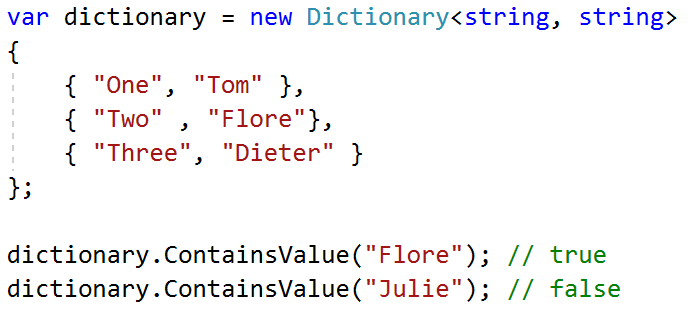 var dictionary = new Dictionary<string, string>
{
    { "One", "Tom" },
    { "Two" , "Flore"},
    { "Three", "Dieter" }
};

dictionary.ContainsValue("Flore"); // true
dictionary.ContainsValue("Julie"); // false